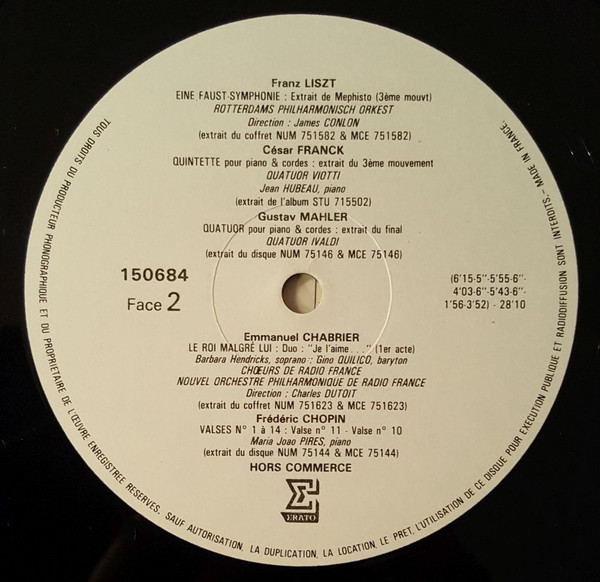 Franz LISZT
EINE FAUST-SYMPHONIE : Extrait de Mephisto (3ème mouvt)
ROTTERDAMS PHILHARMONISCH ORKEST
Direction : James CONLON
(extrait du coffret NUM 751582 & MCE 751582)
César FRANCK
QUINTETTE pour piano & cordes : extrait du 3ème mouvement
QUATUOR VIOTTI
Jean HUBEAU, piano
(extrait de l'album STU 715502)
Gustav MAHLER
QUATUOR pour piano & cordes : extrait du final
QUATUOR IVALDI
(extrait du disque NUM 75146 & MCE 75146)
150684
Face 2
(6'15-5''-5'55-6''-
4'03-6''-5'43-6''-
1'56-3'52) - 28'10
Emmanuel CHABRIER
LE ROI MALGRÉ LUI : Duo : "Je l'aime . . ." (1er acte)
Barbara Hendricks, soprano : Gino QUILICO, baryton
CHŒURS DE RADIO FRANCE
NOUVEL ORCHESTRE PHILHARMONIQUE DE RADIO FRANCE
Direction : Charles DUTOIT
(extrait du coffret NUM 751623 & MCE 751623)
Frédéric CHOPIN
VALSES N° 1 à 14 : Valse n° 11 - Valse n° 10
Maria Joao PIRES, piano
(extrait du disque NUM 75144 & MCE 75144)
HORS COMMERCE
ERATO
TOUS DROITS DU PRODUCTEUR PHONOGRAPHIQUE ET DU PROPRIETAIRE DE L'ŒUVRE ENREGISTREE RESERVES. SAUF AUTORISATION, LA DUPLICATION, LA LOCATION, LE PRET, L'UTILISATION DE CE DISQUE POUR EXECUTION PUBLIQUE ET RADIODIFFUSION SONT INTERDITS.- MADE IN FRANCE.